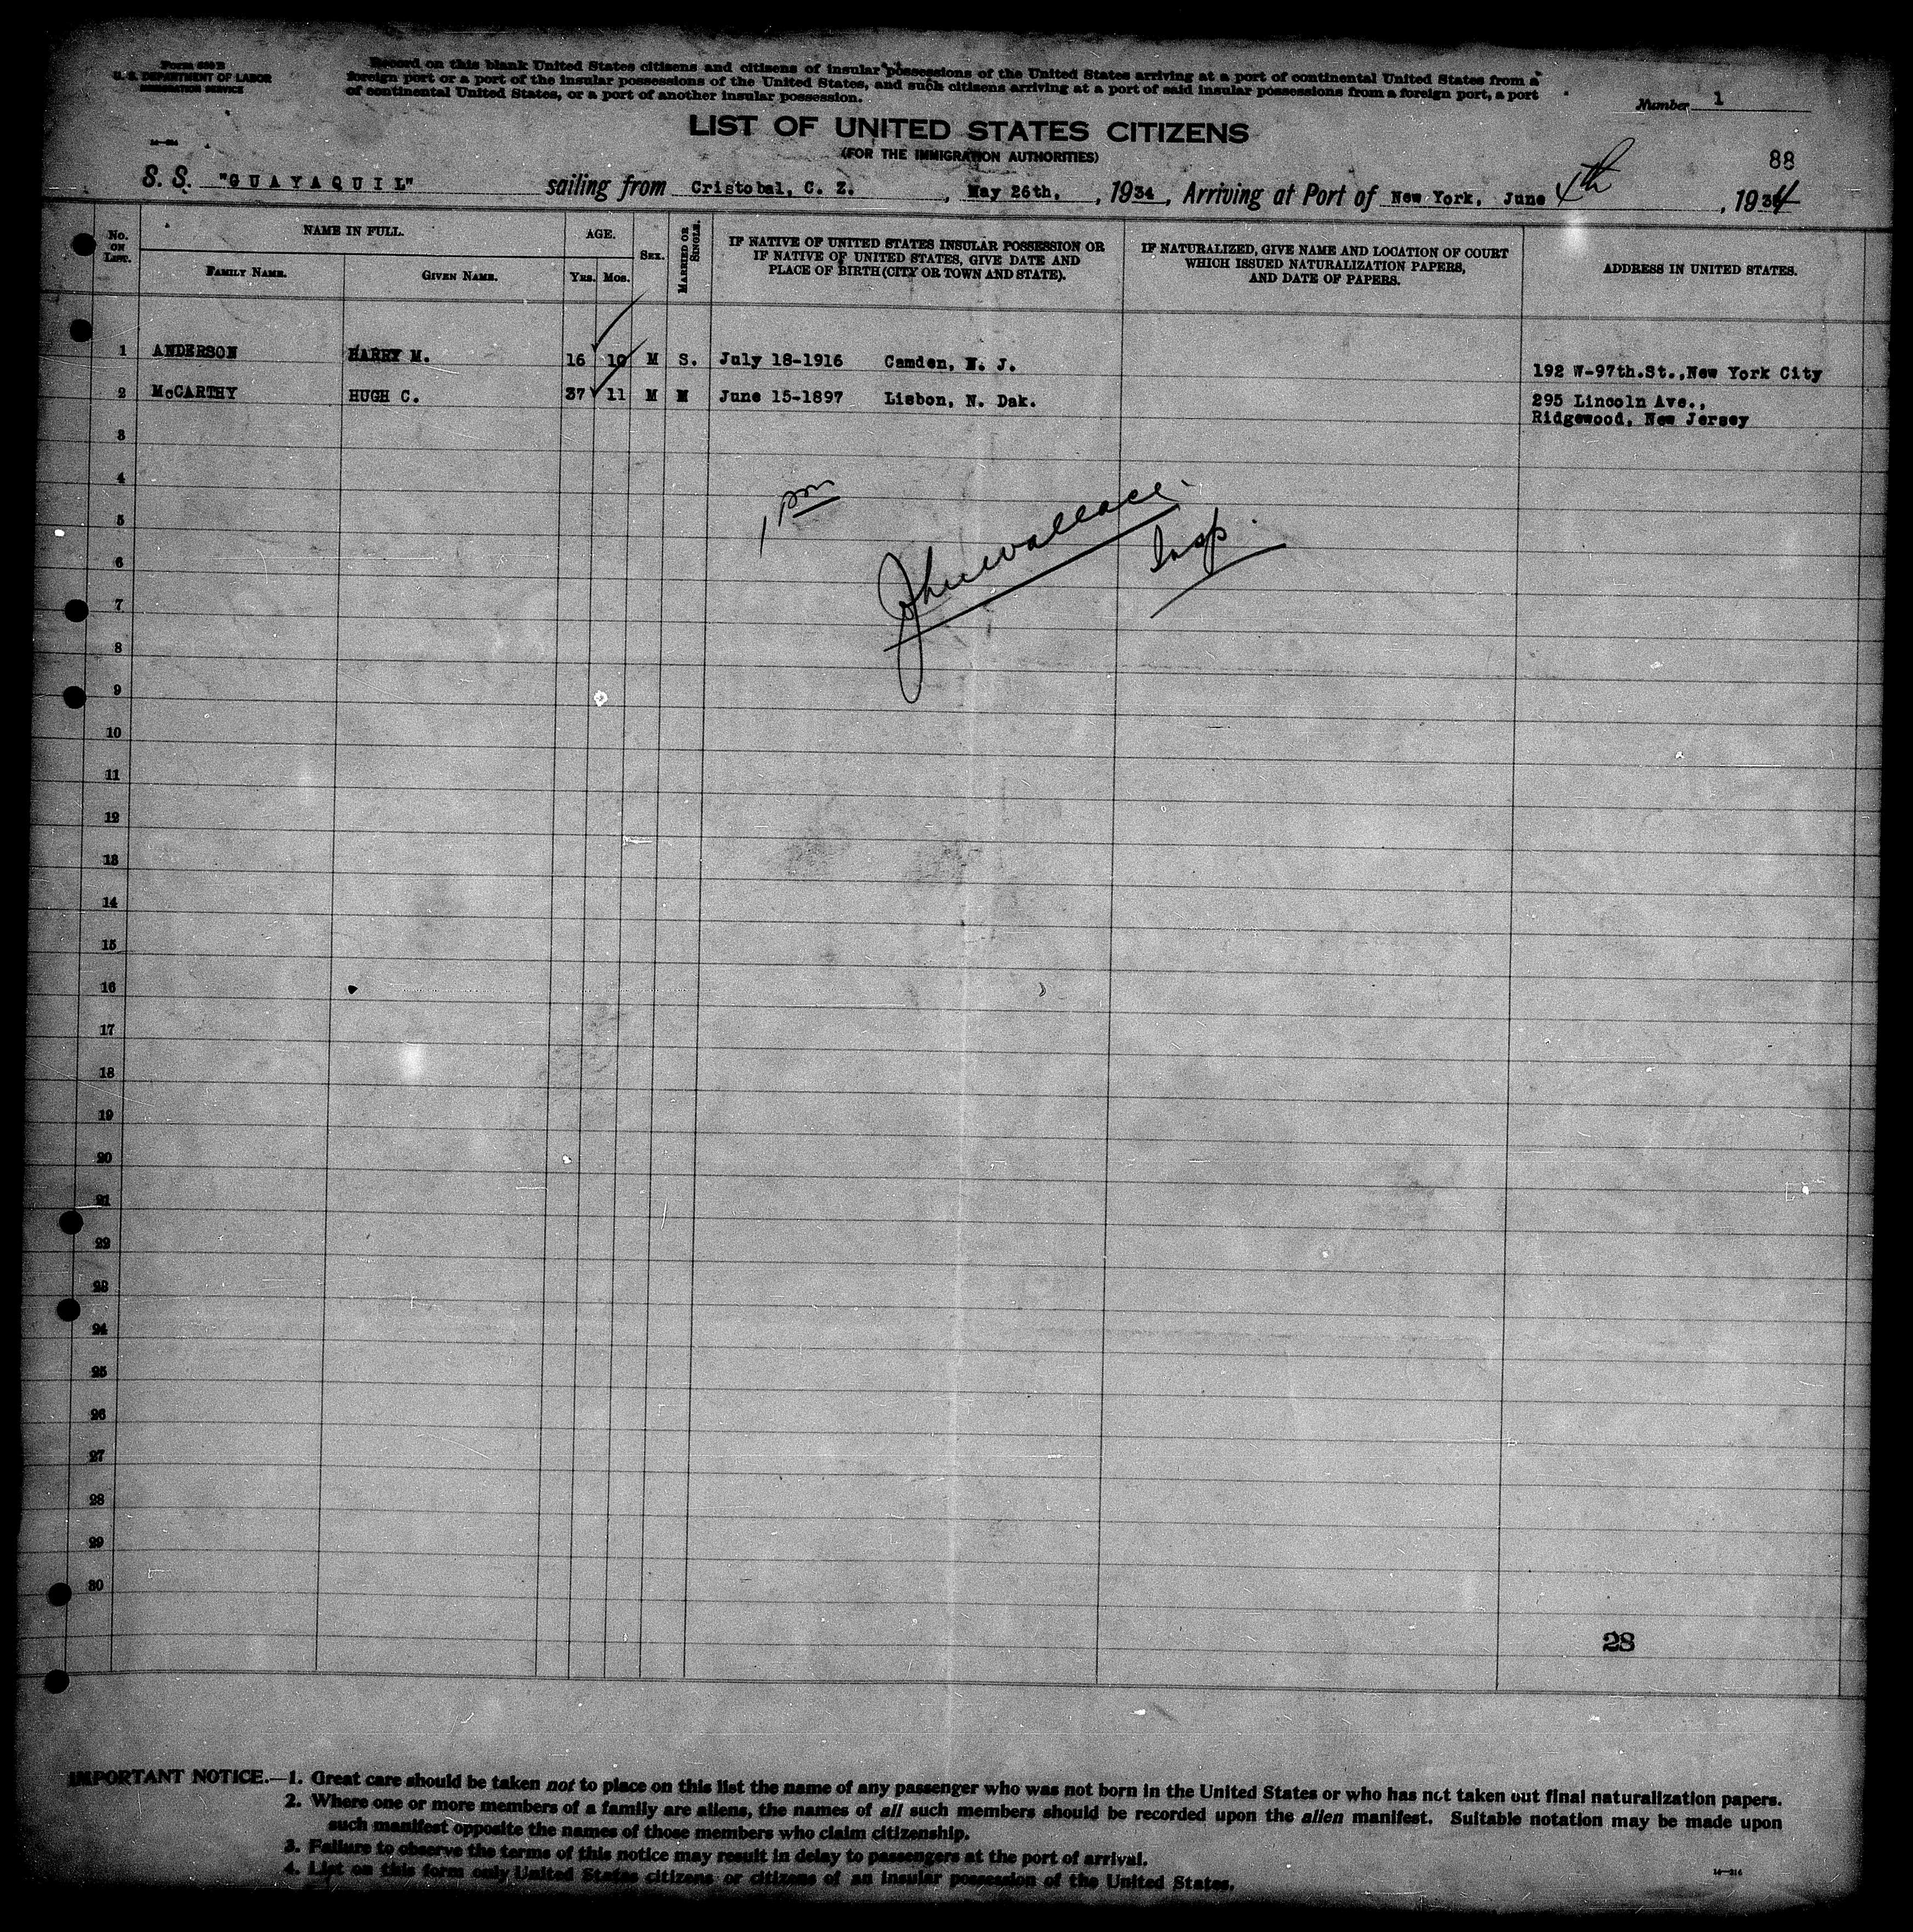 Form 630 B
U. S. DEPARTMENT OF LABOR
IMMIGRATION SERVICE
Record on this blank United States citizens and citizens of insular possessions of the United States arriving at a port of continental United States from a
foreign port or a port of the insular possessions of the United States, and such citizens arriving at a port of said insular possessions from a foreign port, a port
of continental United States, or a port of another insular possession.
Number 1
LIST OF UNITED STATES CITIZENS
(FOR THE IMMIGRATION AUTHORITIES)
88
S. S. "GUAYAQUIL" sailing from Cristobal, C. Z. , May 26th, , 1934 , Arriving at Port of New York, June 4th , 1934
No. ON LIST.
NAME IN FULL.
FAMILY NAME. GIVEN NAME.
AGE.
YRS. MOS.
SEX.
MARRIED OR SINGLE.
IF NATIVE OF UNITED STATES INSULAR POSSESSION OR
IF NATIVE OF UNITED STATES, GIVE DATE AND
PLACE OF BIRTH (CITY OR TOWN AND STATE).
IF NATURALIZED, GIVE NAME AND LOCATION OF COURT
WHICH ISSUED NATURALIZATION PAPERS,
AND DATE OF PAPERS.
ADDRESS IN UNITED STATES.
1 ANDERSON HARRY M. 16 10 M S. July 18-1916 Camden, N. J. 192 W-97th.St.,New York City
2 McCARTHY HUGH C. 37 11 M M June 15-1897 Lisbon, N. Dak. 295 Lincoln Ave.,
Ridgewood, New Jersey
3
4
1 pm
John Wallace
Insp.
5
6
7
8
9
10
11
12
13
14
15
16
17
18
19
20
21
22
23
24
25
26
27
28
29
30
28
IMPORTANT NOTICE.—1. Great care should be taken not to place on this list the name of any passenger who was not born in the United States or who has not taken out final naturalization papers.
2. Where one or more members of a family are aliens, the names of all such members should be recorded upon the alien manifest. Suitable notation may be made upon
such manifest opposite the names of those members who claim citizenship.
3. Failure to observe the terms of this notice may result in delay to passengers at the port of arrival.
4. List on this form only United States citizens or citizens of an insular possession of the United States.